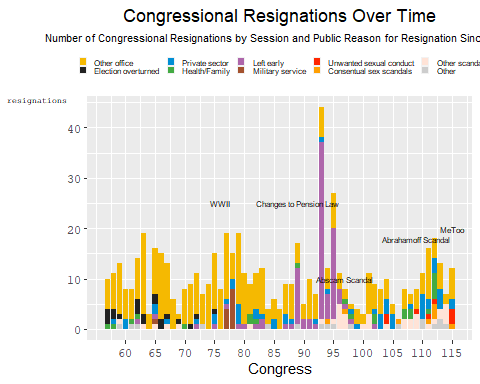 Congressional Resignations Over Time
Number of Congressional Resignations by Session and Public Reason for Resignation Sinc
Other office Private sector Left early Unwanted sexual conduct Other scanda
Election overturned Health/Family Military service Consentual sex scandals Other
resignations
40
30
20
10
0
WWII
Changes to Pension Law
MeToo
Abrahamoff Scandal
Abscam Scandal
60 65 70 75 80 85 90 95 100 105 110 115
Congress